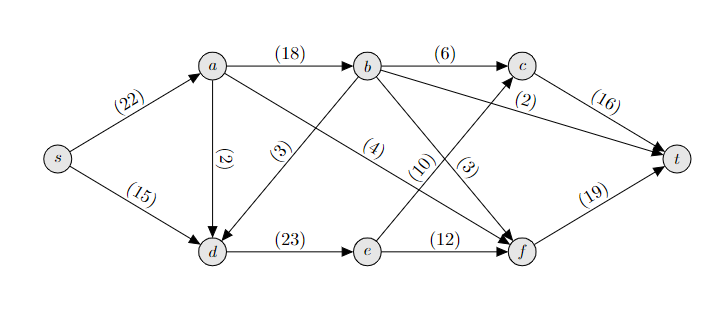 a (18) b (6) c
(22) (2) (16)
(3) (4)
s (2) (10) (3) t
(15) (19)
d (23) e (12) f